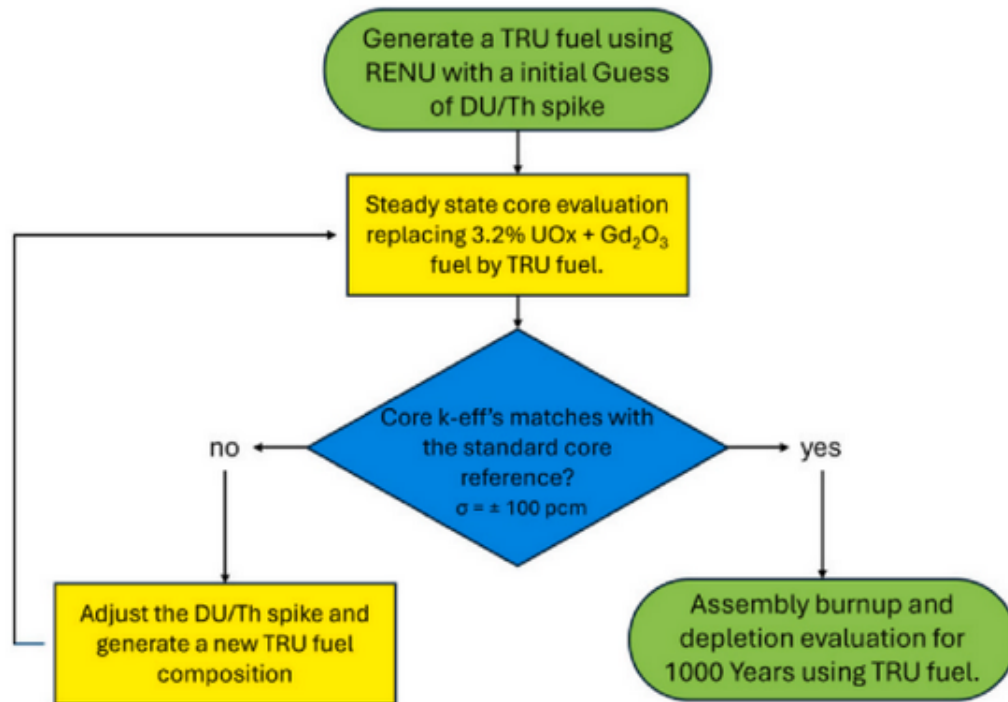 Generate a TRU fuel using
RENU with a initial Guess
of DU/Th spike
Steady state core evaluation
replacing 3.2% UOx + Gd₂O₃
fuel by TRU fuel.
Core k-eff's matches with
the standard core
reference?
σ = ± 100 pcm
no
yes
Adjust the DU/Th spike and
generate a new TRU fuel
composition
Assembly burnup and
depletion evaluation for
1000 Years using TRU fuel.